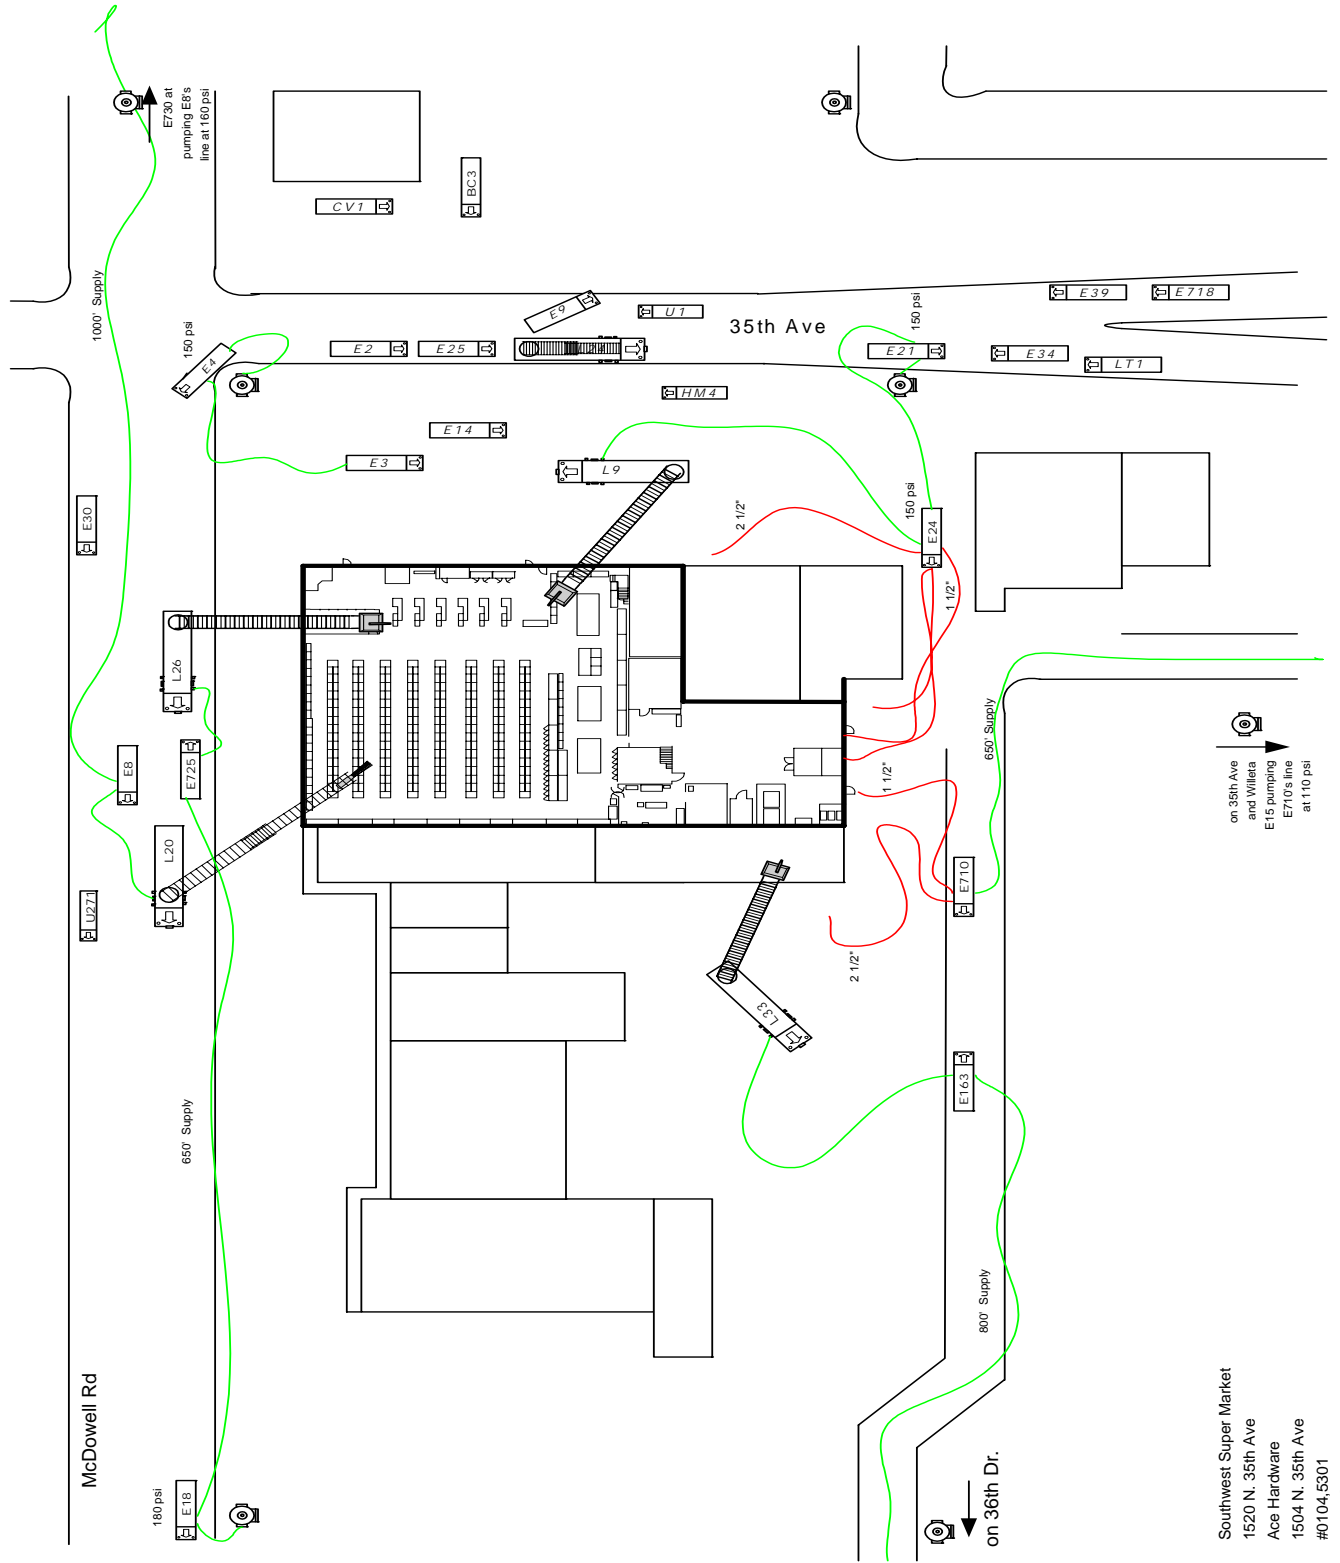 E730 at
pumping E8's
line at 160 psi
1000' Supply
150 psi
E4
CV1
BC3
E9
U1
35th Ave
E2
E25
HM4
E14
E3
L9
E39
E718
150 psi
E21
E34
LT1
150 psi
E24
2 1/2"
1 1/2"
E30
L26
E8
E725
L20
U271
650' Supply
1 1/2"
2 1/2"
E710
L33
E163
650' Supply
on 35th Ave
and Willeta
E15 pumping
E710's line
at 110 psi
800' Supply
McDowell Rd
180 psi
E18
on 36th Dr.
Southwest Super Market
1520 N. 35th Ave
Ace Hardware
1504 N. 35th Ave
#0104,5301